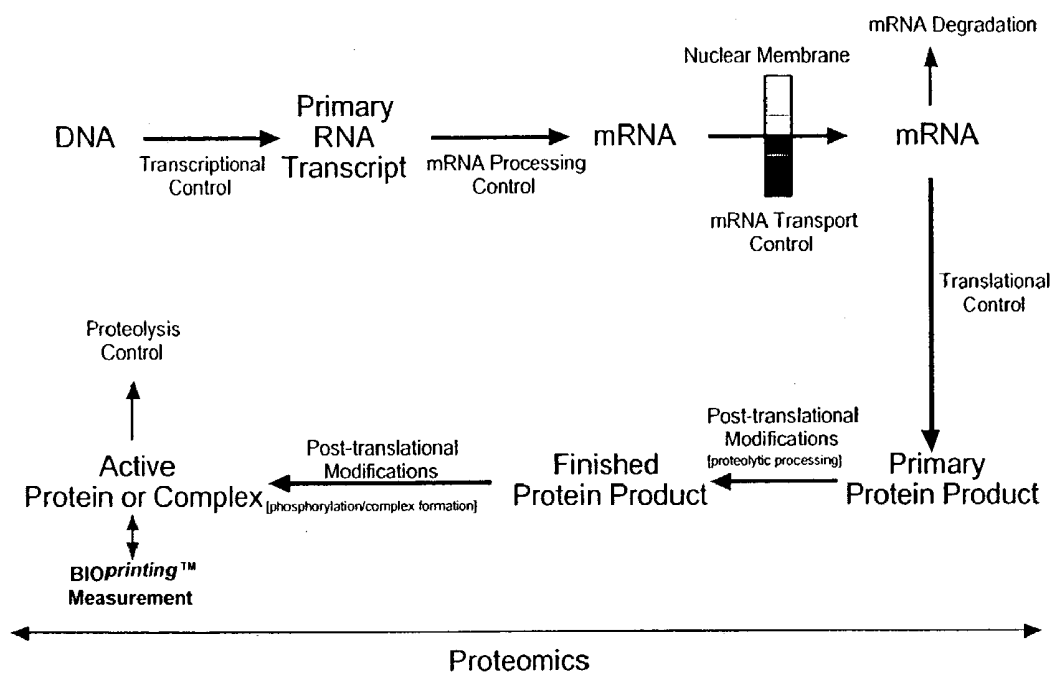 mRNA Degradation
Nuclear Membrane
DNA
Transcriptional
Control
Primary
RNA
Transcript
mRNA Processing
Control
mRNA
mRNA Transport
Control
mRNA
Translational
Control
Proteolysis
Control
Active
Protein or Complex
Post-translational
Modifications
[phosphorylation/complex formation]
Finished
Protein Product
Post-translational
Modifications
[proteolytic processing]
Primary
Protein Product
BIOprinting™
Measurement
Proteomics